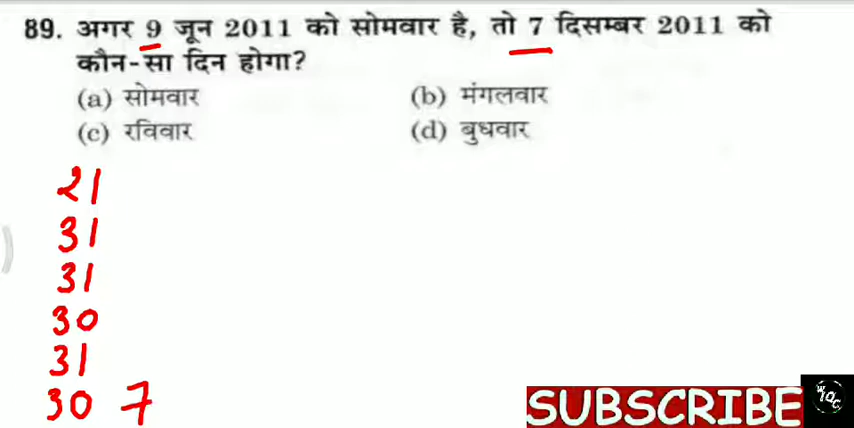 89. अगर 9 जून 2011 को सोमवार है, तो 7 दिसम्बर 2011 को
कौन-सा दिन होगा?
(a) सोमवार (b) मंगलवार
(c) रविवार (d) बुधवार
21
31
31
30
31
30 7
SUBSCRIBE